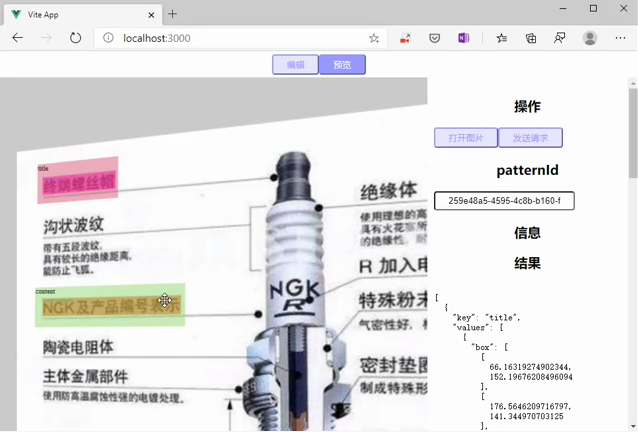 Vite App
localhost:3000
编辑
预览
title
终端螺丝帽
沟状波纹
带有五段波纹,
具有较长的绝缘距离,
能防止飞弧。
content
NGK及产品编号表示
陶瓷电阻体
主体金属部件
使用防高温腐蚀性强的电镀处理。
NGK
R
绝缘体
使用理想的高
具有火花塞所
的绝缘性,
R 加入电
特殊粉末
气密性好,
密封垫圈
制成特殊形
操作
打开图片
发送请求
patternId
259e48a5-4595-4c8b-b160-f
信息
结果
[
{
"key": "title",
"values": [
{
"box": [
[
66.16319274902344,
152.19676208496094
],
[
176.5646209716797,
141.344970703125
],